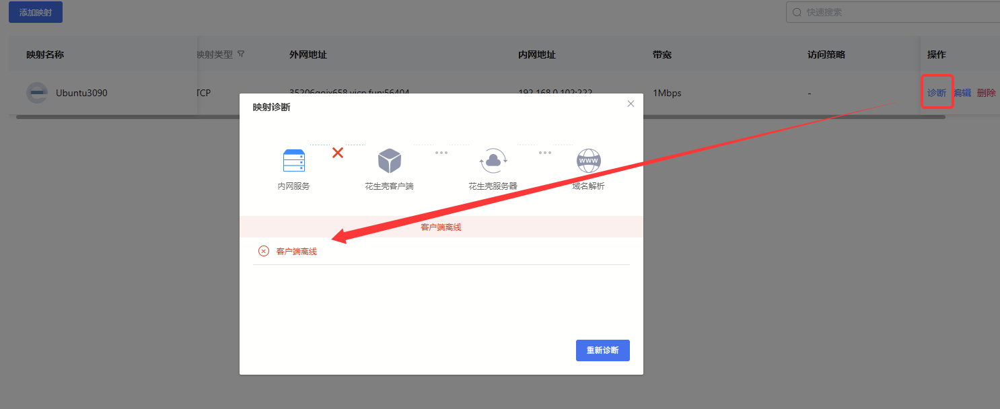 添加映射
快速搜索
映射名称 映射类型 外网地址 内网地址 带宽 访问策略 操作
Ubuntu3090 TCP 192.168.0.102:222 1Mbps - 诊断 编辑 删除
映射诊断
WWW
内网服务 花生壳客户端 花生壳服务器 域名解析
客户端离线
客户端离线
重新诊断